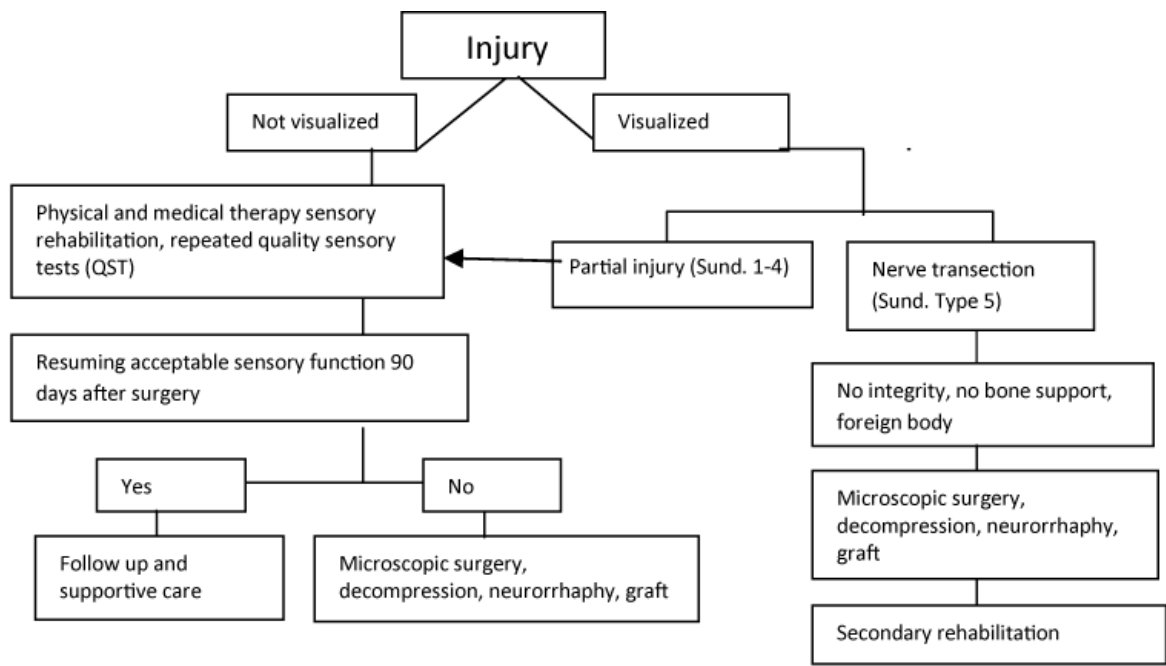 Injury
Not visualized
Visualized
Physical and medical therapy sensory
rehabilitation, repeated quality sensory
tests (QST)
Partial injury (Sund. 1-4)
Nerve transection
(Sund. Type 5)
Resuming acceptable sensory function 90
days after surgery
No integrity, no bone support,
foreign body
Yes
No
Microscopic surgery,
decompression, neurorrhaphy,
graft
Follow up and
supportive care
Microscopic surgery,
decompression, neurorrhaphy, graft
Secondary rehabilitation